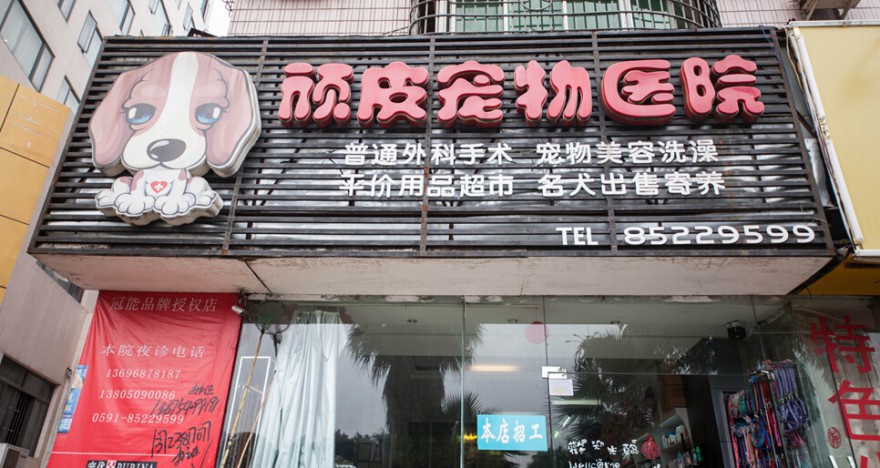 顽皮宠物医院
普通外科手术 宠物美容洗澡
平价用品超市 名犬出售寄养
TEL 85229599
冠能品牌授权店
本院夜诊电话
13696878187
13805090086
0591-85229599
PURINA
本店招工
特色